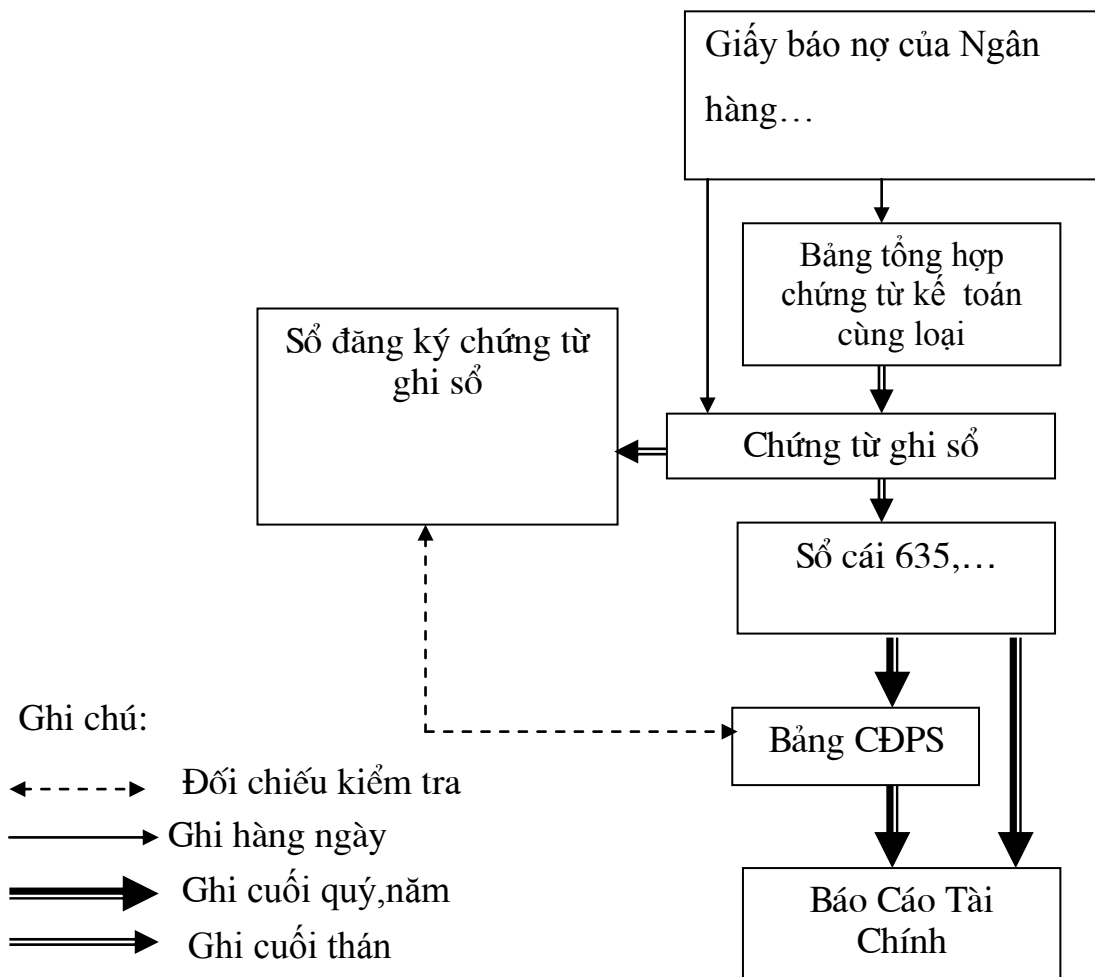 Giấy báo nợ của Ngân
hàng…
Bảng tổng hợp
chứng từ kế toán
cùng loại
Sổ đăng ký chứng từ
ghi sổ
Chứng từ ghi sổ
Sổ cái 635,…
Bảng CĐPS
Báo Cáo Tài
Chính
Ghi chú:
Đối chiếu kiểm tra
Ghi hàng ngày
Ghi cuối quý,năm
Ghi cuối thán